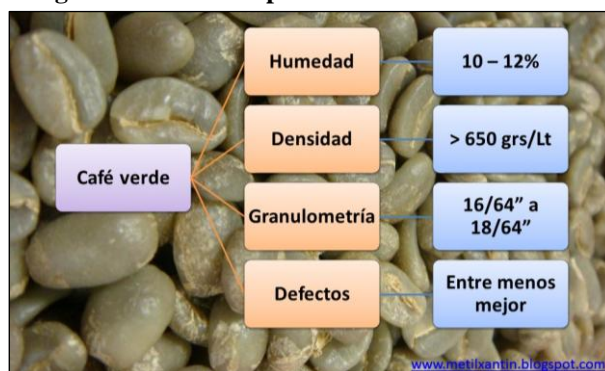 Humedad
10 – 12%
Densidad
> 650 grs/Lt
Café verde
Granulometría
16/64” a
18/64”
Defectos
Entre menos
mejor
www.metilxantin.blogspot.com